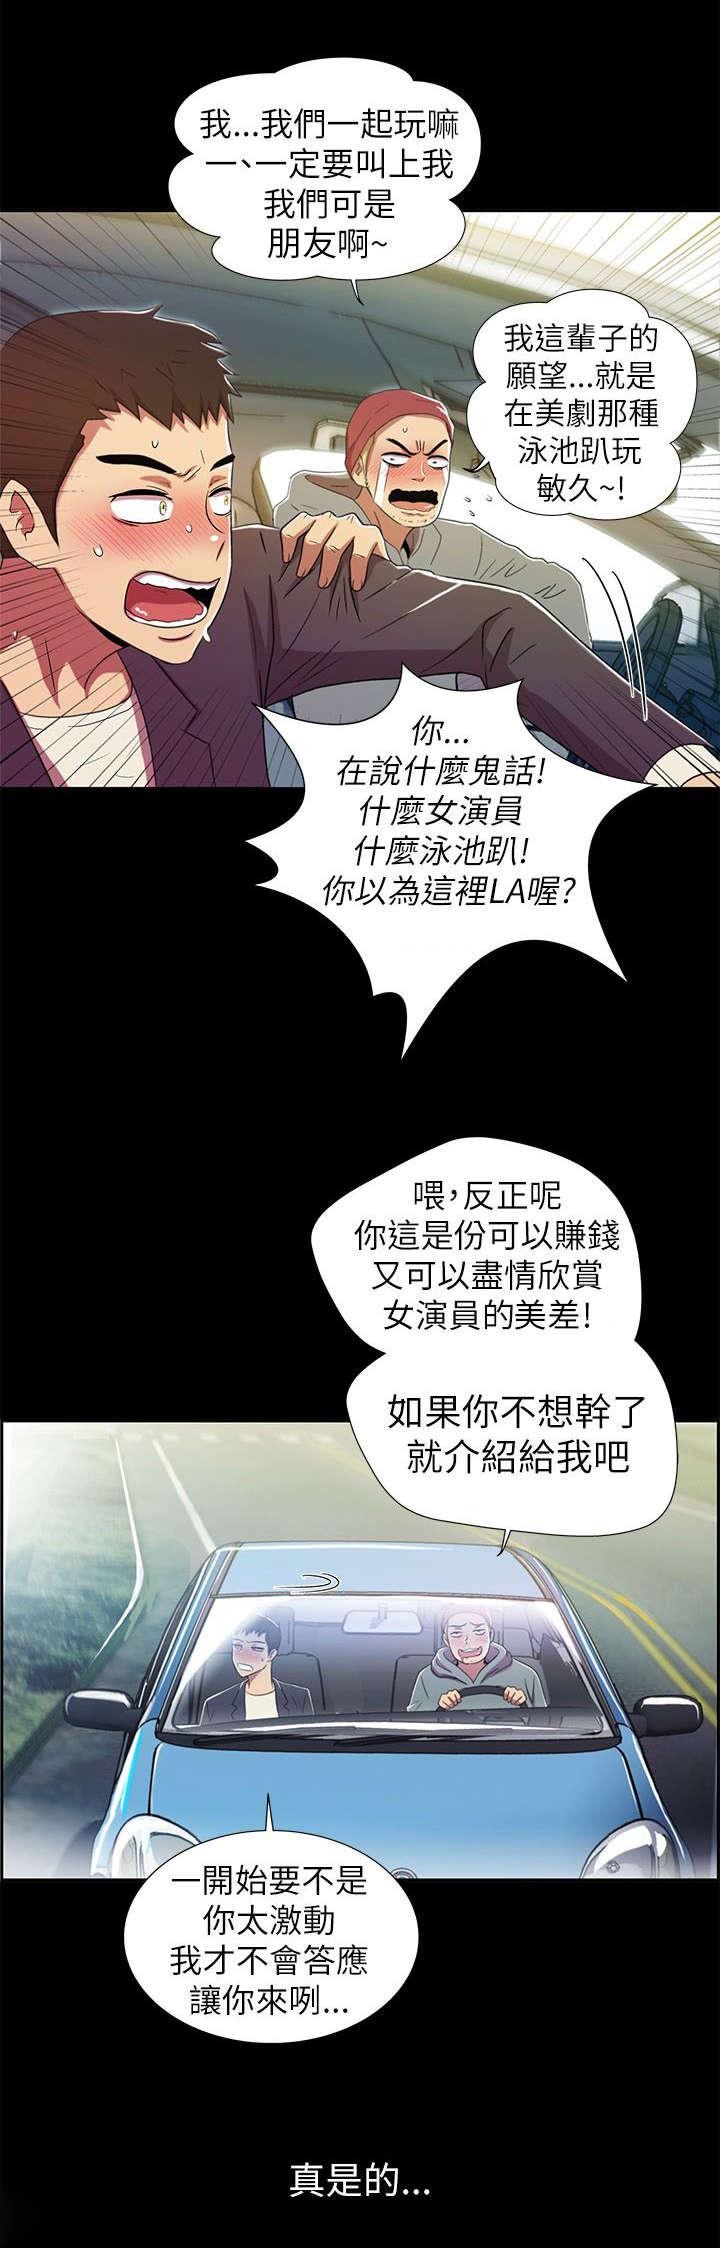 我...我們一起玩嘛
一、一定要叫上我
我們可是
朋友啊~
我這輩子的
願望...就是
在美劇那種
泳池趴玩
敏久~!
你...
在說什麼鬼話!
什麼女演員
什麼泳池趴!
你以為這裡LA喔?
喂,反正呢
你這是份可以賺錢
又可以盡情欣賞
女演員的美差!
如果你不想幹了
就介紹給我吧
一開始要不是
你太激動
我才不會答應
讓你來咧...
真是的...